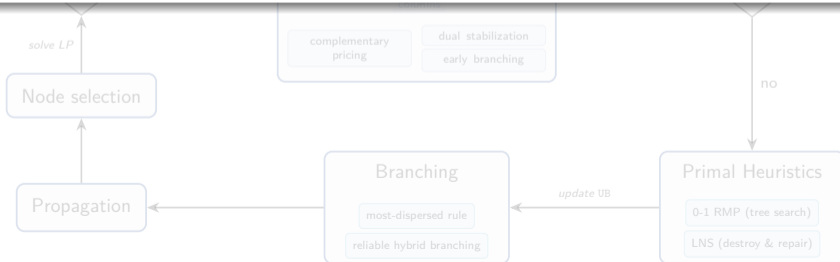 complementary
pricing
dual stabilization
early branching
solve LP
Node selection
no
Branching
most-dispersed rule
reliable hybrid branching
Primal Heuristics
0-1 RMP (tree search)
LNS (destroy & repair)
update UB
Propagation